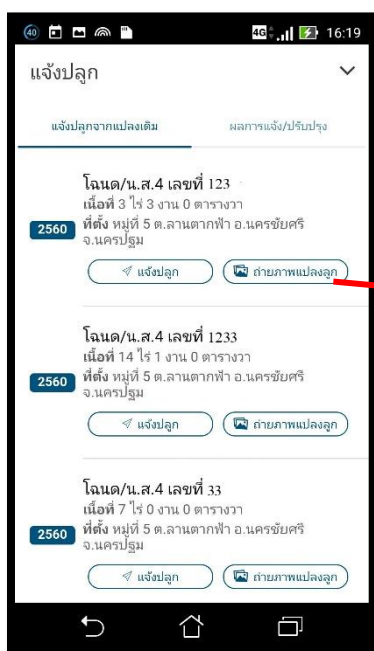 40 4G 16:19
แจ้งปลูก
แจ้งปลูกจากแปลงเดิม ผลการแจ้ง/ปรับปรุง
โฉนด/น.ส.4 เลขที่ 123
เนื้อที่ 3 ไร่ 3 งาน 0 ตารางวา
2560 ที่ตั้ง หมู่ที่ 5 ต.ลานตากฟ้า อ.นครชัยศรี
จ.นครปฐม
แจ้งปลูก ถ่ายภาพแปลงลูก
โฉนด/น.ส.4 เลขที่ 1233
เนื้อที่ 14 ไร่ 1 งาน 0 ตารางวา
2560 ที่ตั้ง หมู่ที่ 5 ต.ลานตากฟ้า อ.นครชัยศรี
จ.นครปฐม
แจ้งปลูก ถ่ายภาพแปลงลูก
โฉนด/น.ส.4 เลขที่ 33
เนื้อที่ 7 ไร่ 0 งาน 0 ตารางวา
2560 ที่ตั้ง หมู่ที่ 5 ต.ลานตากฟ้า อ.นครชัยศรี
จ.นครปฐม
แจ้งปลูก ถ่ายภาพแปลงลูก